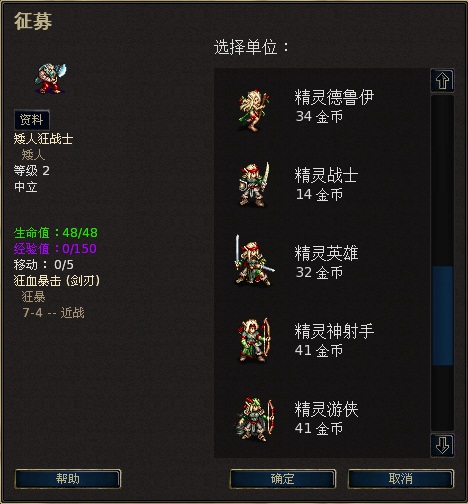 征募
选择单位：
资料
矮人狂战士
矮人
等级 2
中立
生命值：48/48
经验值：0/150
移动：0/5
狂血暴击 (剑刃)
狂暴
7-4 -- 近战
精灵德鲁伊
34 金币
精灵战士
14 金币
精灵英雄
32 金币
精灵神射手
41 金币
精灵游侠
41 金币
帮助
确定
取消